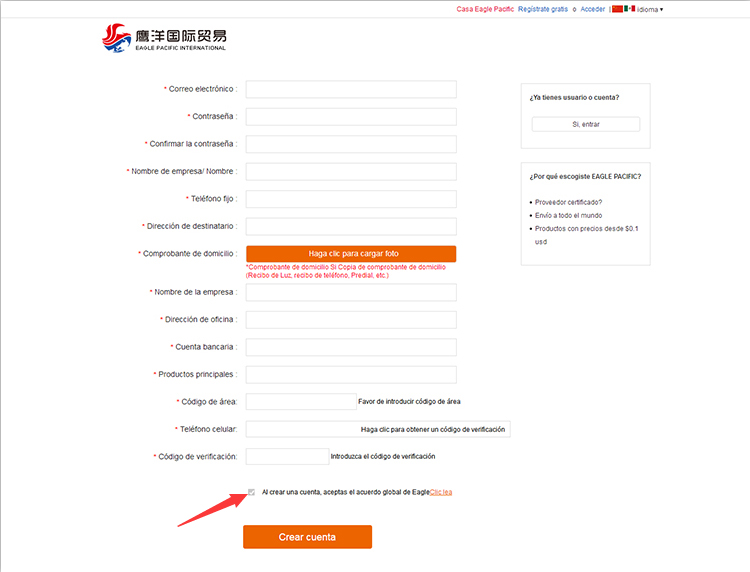 Casa Eagle Pacific Regístrate gratis ó Acceder | idioma ▾
鹰洋国际贸易
EAGLE PACIFIC INTERNATIONAL
* Correo electrónico :
* Contraseña :
* Confirmar la contraseña :
* Nombre de empresa/ Nombre :
* Teléfono fijo :
* Dirección de destinatario :
* Comprobante de domicilio : Haga clic para cargar foto
*Comprobante de domicilio SI Copia de comprobante de domicilio
(Recibo de Luz, recibo de teléfono, Predial, etc.)
* Nombre de la empresa :
* Dirección de oficina :
* Cuenta bancaria :
* Productos principales :
* Código de área: Favor de introducir código de área
* Teléfono celular: Haga clic para obtener un código de verificación
* Código de verificación: Introduzca el código de verificación
Al crear una cuenta, aceptas el acuerdo global de EagleClic lea
Crear cuenta
¿Ya tienes usuario o cuenta?
Si, entrar
¿Por qué escogiste EAGLE PACIFIC?
• Proveedor certificado?
• Envío a todo el mundo
• Productos con precios desde $0.1
usd